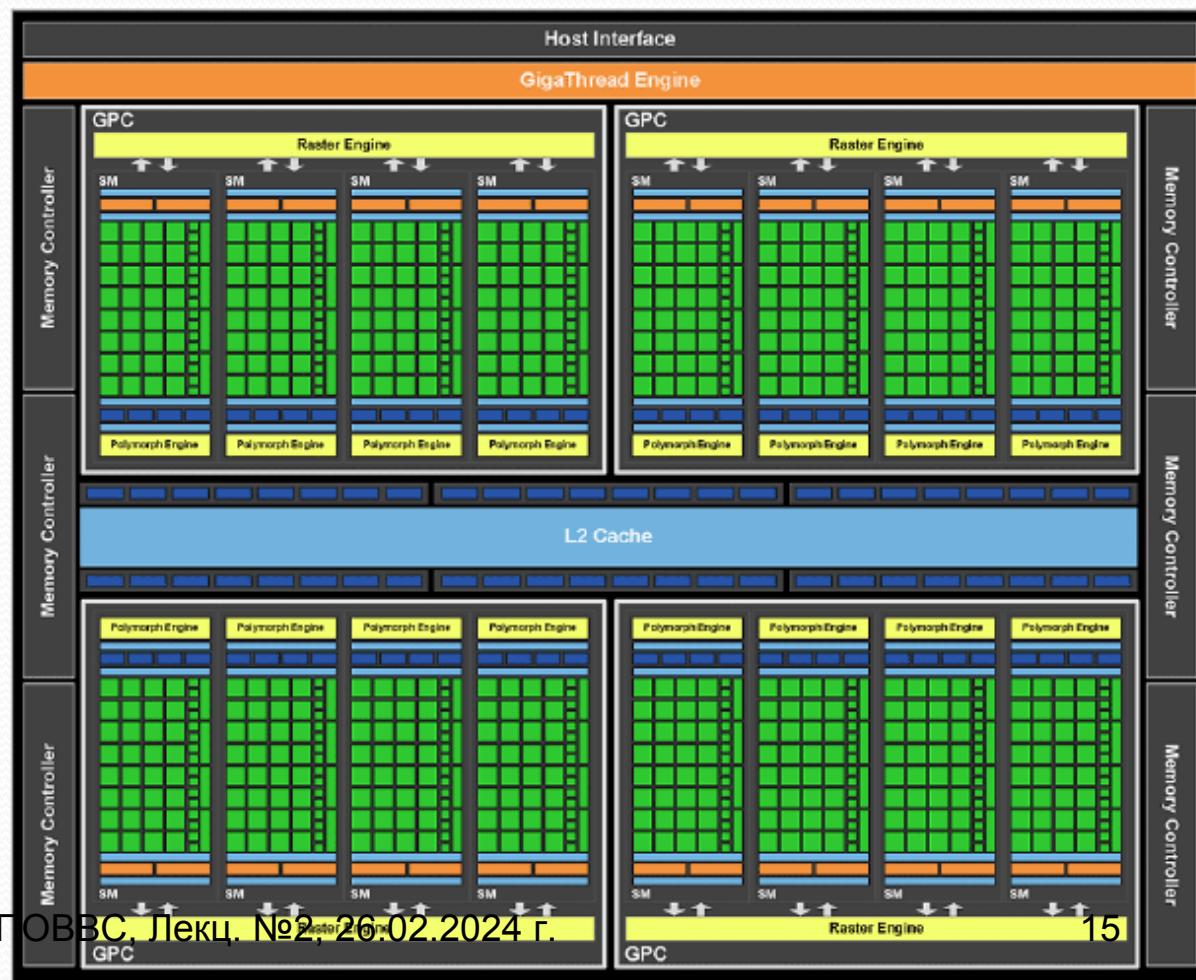 Host Interface
GigaThread Engine
GPC GPC
Raster Engine Raster Engine
SM SM SM SM SM SM SM SM
Memory Controller Memory Controller
Polymorph Engine Polymorph Engine Polymorph Engine Polymorph Engine Polymorph Engine Polymorph Engine Polymorph Engine Polymorph Engine
L2 Cache
Memory Controller Memory Controller
Polymorph Engine Polymorph Engine Polymorph Engine Polymorph Engine Polymorph Engine Polymorph Engine Polymorph Engine Polymorph Engine
Memory Controller Memory Controller
SM SM SM SM SM SM SM SM
Raster Engine Raster Engine
ПОВВС, Лекц. №2, 26.02.2024 г. 15
GPC GPC